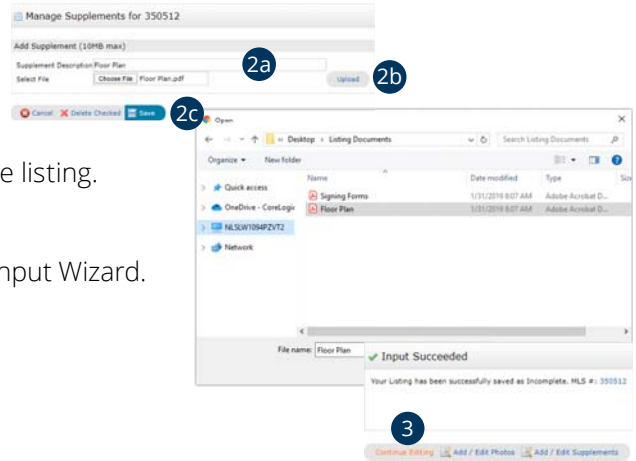 Manage Supplements for 350512
Add Supplement (10MB max)
Supplement Description Floor Plan
Select File Choose File Floor Plan.pdf Upload
2a
2b
Cancel Delete Checked Save
2c
Open
Desktop › Listing Documents Search Listing Documents
Organize New folder
Name Date modified Type Size
Quick access
Signing Forms 1/31/2019 8:07 AM Adobe Acrobat D...
OneDrive - CoreLogic
Floor Plan 1/31/2019 8:07 AM Adobe Acrobat D...
NLSLW1094PZVT2
Network
e listing.
nput Wizard.
File name: Floor Plan
Input Succeeded
Your Listing has been successfully saved as Incomplete. MLS #: 350512
3
Continue Editing Add / Edit Photos Add / Edit Supplements